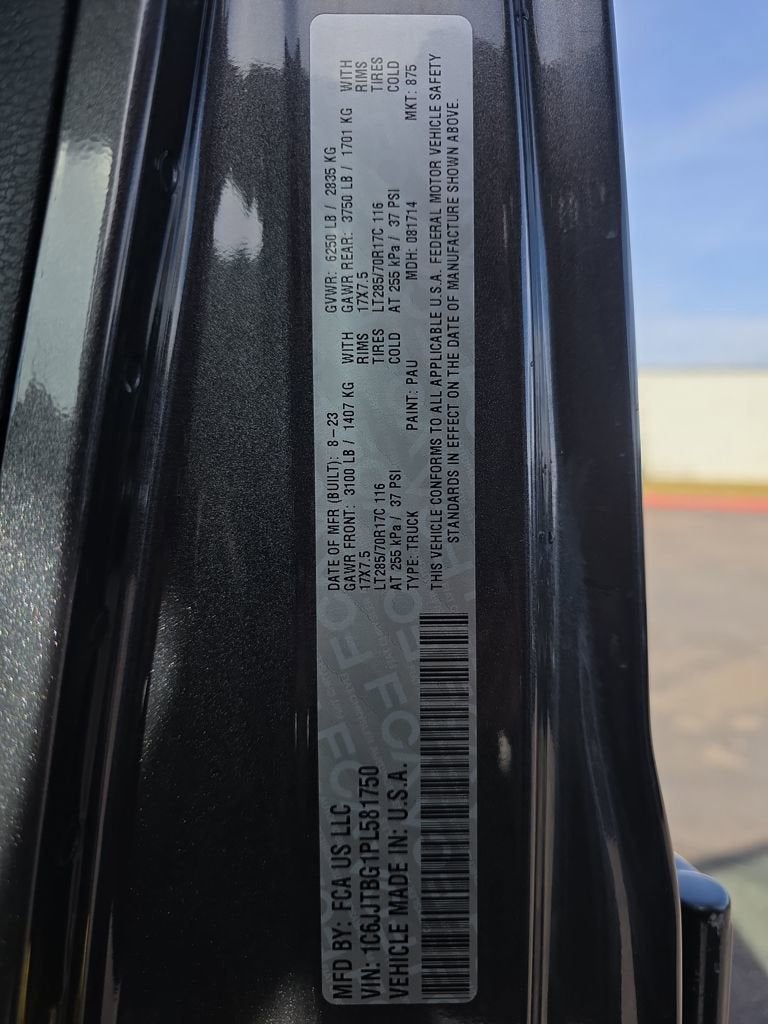 MFD BY: FCA US LLC
VIN: 1C6JJTBG1PL581750
VEHICLE MADE IN: U.S.A.
DATE OF MFR (BUILT): 8-23 GVWR: 6250 LB / 2835 KG
GAWR FRONT: 3100 LB / 1407 KG WITH GAWR REAR: 3750 LB / 1701 KG WITH
17X7.5 RIMS 17X7.5 RIMS
LT285/70R17C 116 TIRES LT285/70R17C 116 TIRES
AT 255 kPa / 37 PSI COLD AT 255 kPa / 37 PSI COLD
TYPE: TRUCK PAINT: PAU MDH: 081714 MKT: 875
THIS VEHICLE CONFORMS TO ALL APPLICABLE U.S.A. FEDERAL MOTOR VEHICLE SAFETY
STANDARDS IN EFFECT ON THE DATE OF MANUFACTURE SHOWN ABOVE.